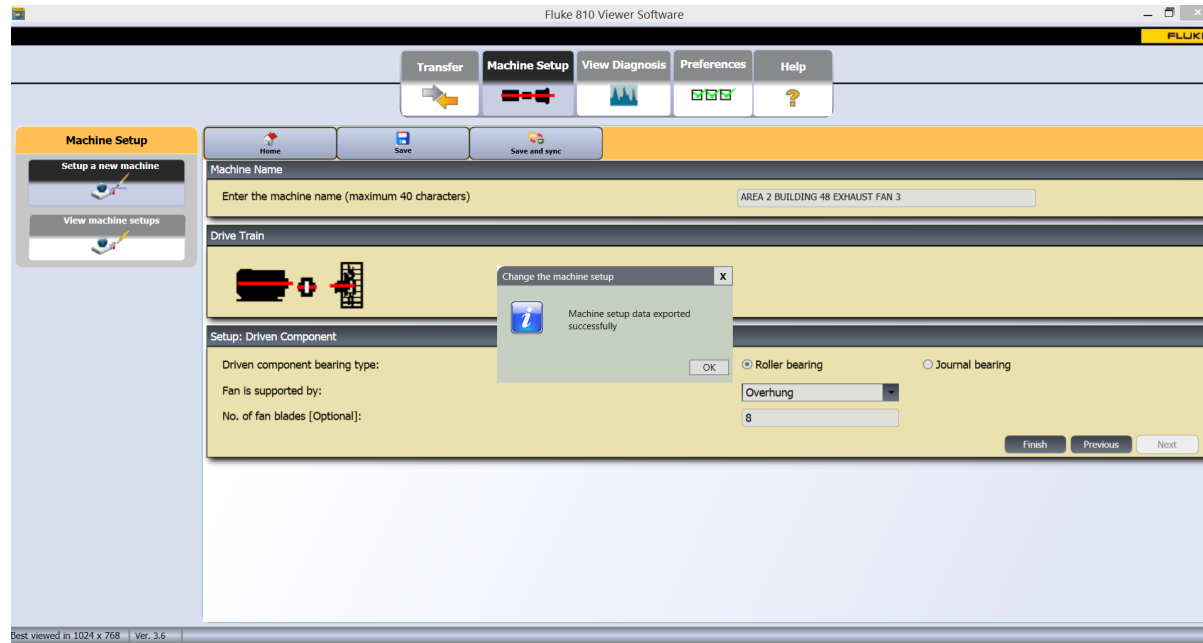 Fluke 810 Viewer Software
Transfer
Machine Setup
View Diagnosis
Preferences
Help
Machine Setup
Setup a new machine
View machine setups
Home
Save
Save and sync
Machine Name
Enter the machine name (maximum 40 characters)
AREA 2 BUILDING 48 EXHAUST FAN 3
Drive Train
Change the machine setup
X
Machine setup data exported
successfully
OK
Setup: Driven Component
Driven component bearing type:
Roller bearing
Journal bearing
Fan is supported by:
Overhung
No. of fan blades [Optional]:
8
Finish
Previous
Next
Best viewed in 1024 x 768
Ver. 3.6